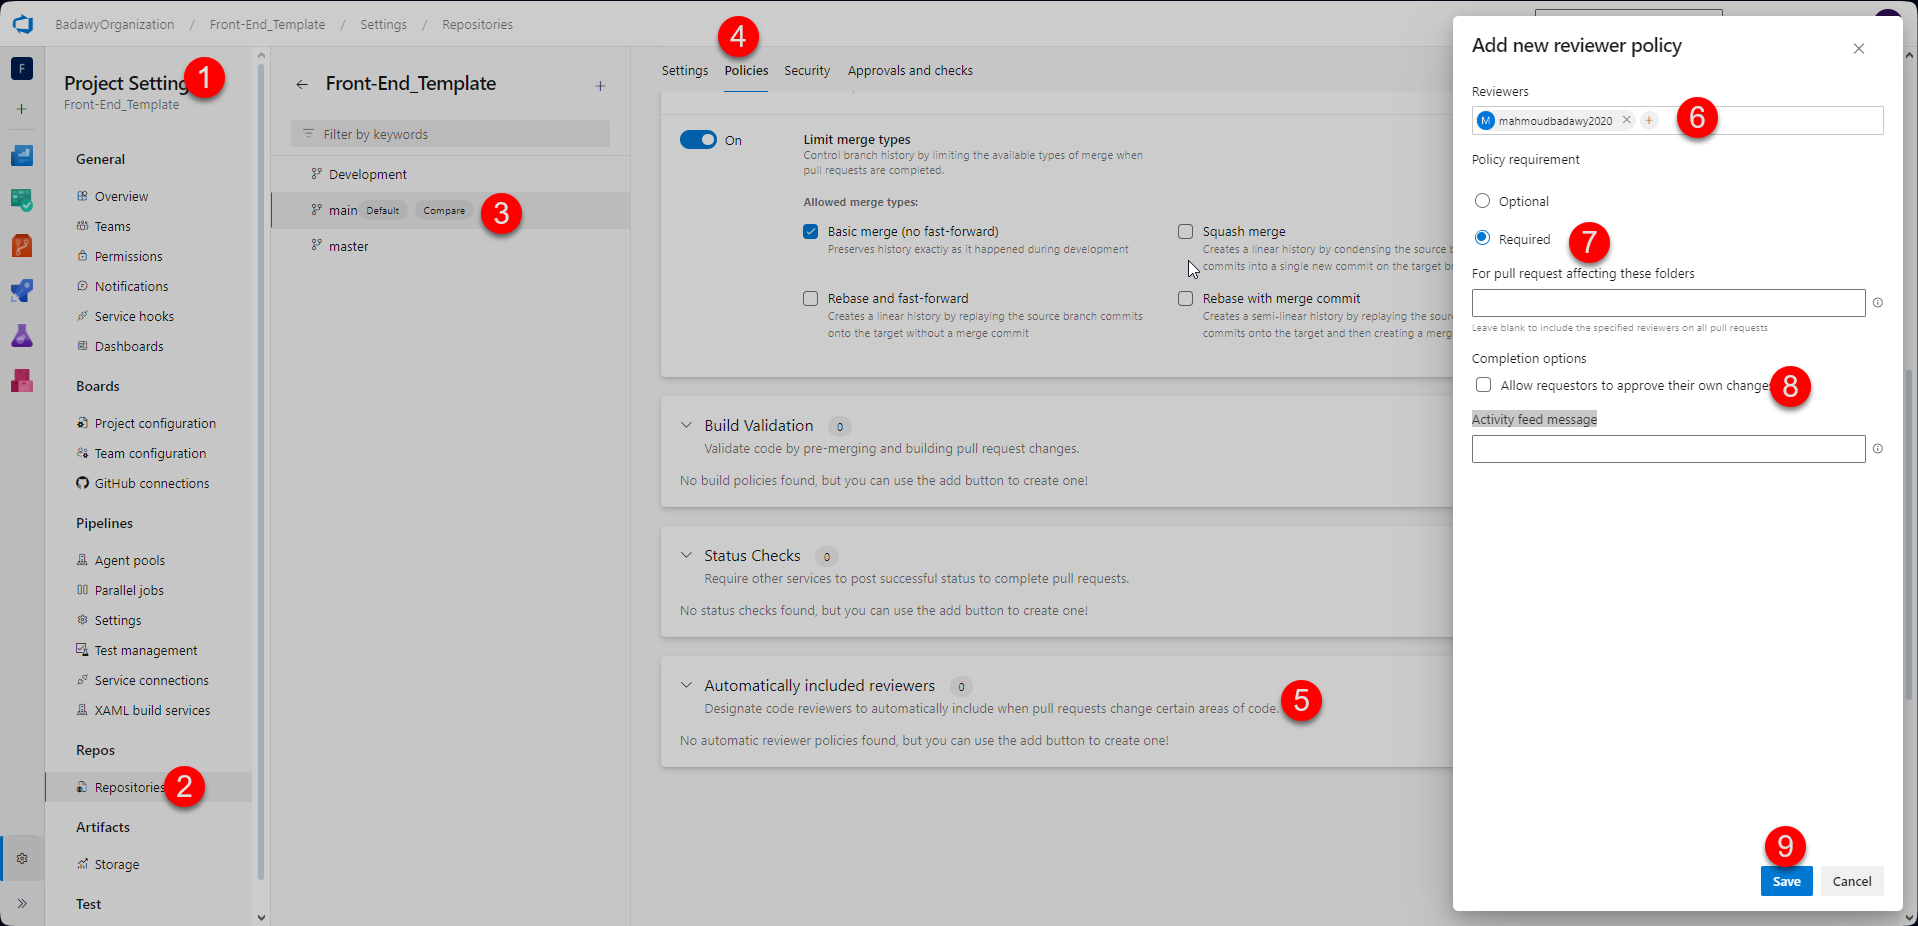 BadawyOrganization / Front-End_Template / Settings / Repositories
F
Project Setting
1
Front-End_Template
General
Overview
Teams
Permissions
Notifications
Service hooks
Dashboards
Boards
Project configuration
Team configuration
GitHub connections
Pipelines
Agent pools
Parallel jobs
Settings
Test management
Service connections
XAML build services
Repos
Repositories
2
Artifacts
Storage
Test
Front-End_Template
Filter by keywords
Development
main Default Compare
3
master
4
Settings Policies Security Approvals and checks
On
Limit merge types
Control branch history by limiting the available types of merge when
pull requests are completed.
Allowed merge types:
Basic merge (no fast-forward)
Preserves history exactly as it happened during development
Squash merge
Creates a linear history by condensing the source b
commits into a single new commit on the target br
Rebase and fast-forward
Creates a linear history by replaying the source branch commits
onto the target without a merge commit
Rebase with merge commit
Creates a semi-linear history by replaying the source
commits onto the target and then creating a merg
Build Validation 0
Validate code by pre-merging and building pull request changes.
No build policies found, but you can use the add button to create one!
Status Checks 0
Require other services to post successful status to complete pull requests.
No status checks found, but you can use the add button to create one!
Automatically included reviewers 0
Designate code reviewers to automatically include when pull requests change certain areas of code.
5
No automatic reviewer policies found, but you can use the add button to create one!
Add new reviewer policy
Reviewers
M mahmoudbadawy2020
6
Policy requirement
Optional
Required
7
For pull request affecting these folders
Leave blank to include the specified reviewers on all pull requests
Completion options
Allow requestors to approve their own changes
8
Activity feed message
9
Save Cancel